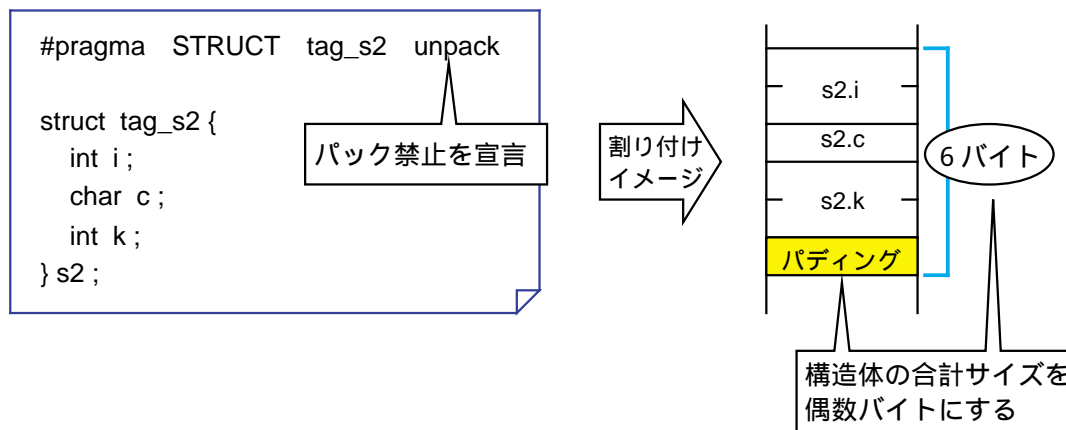 #pragma STRUCT tag_s2 unpack
struct tag_s2 {
int i ;
char c ;
int k ;
} s2 ;
パック禁止を宣言
割り付け
イメージ
s2.i
s2.c
s2.k
パディング
6 バイト
構造体の合計サイズを
偶数バイトにする